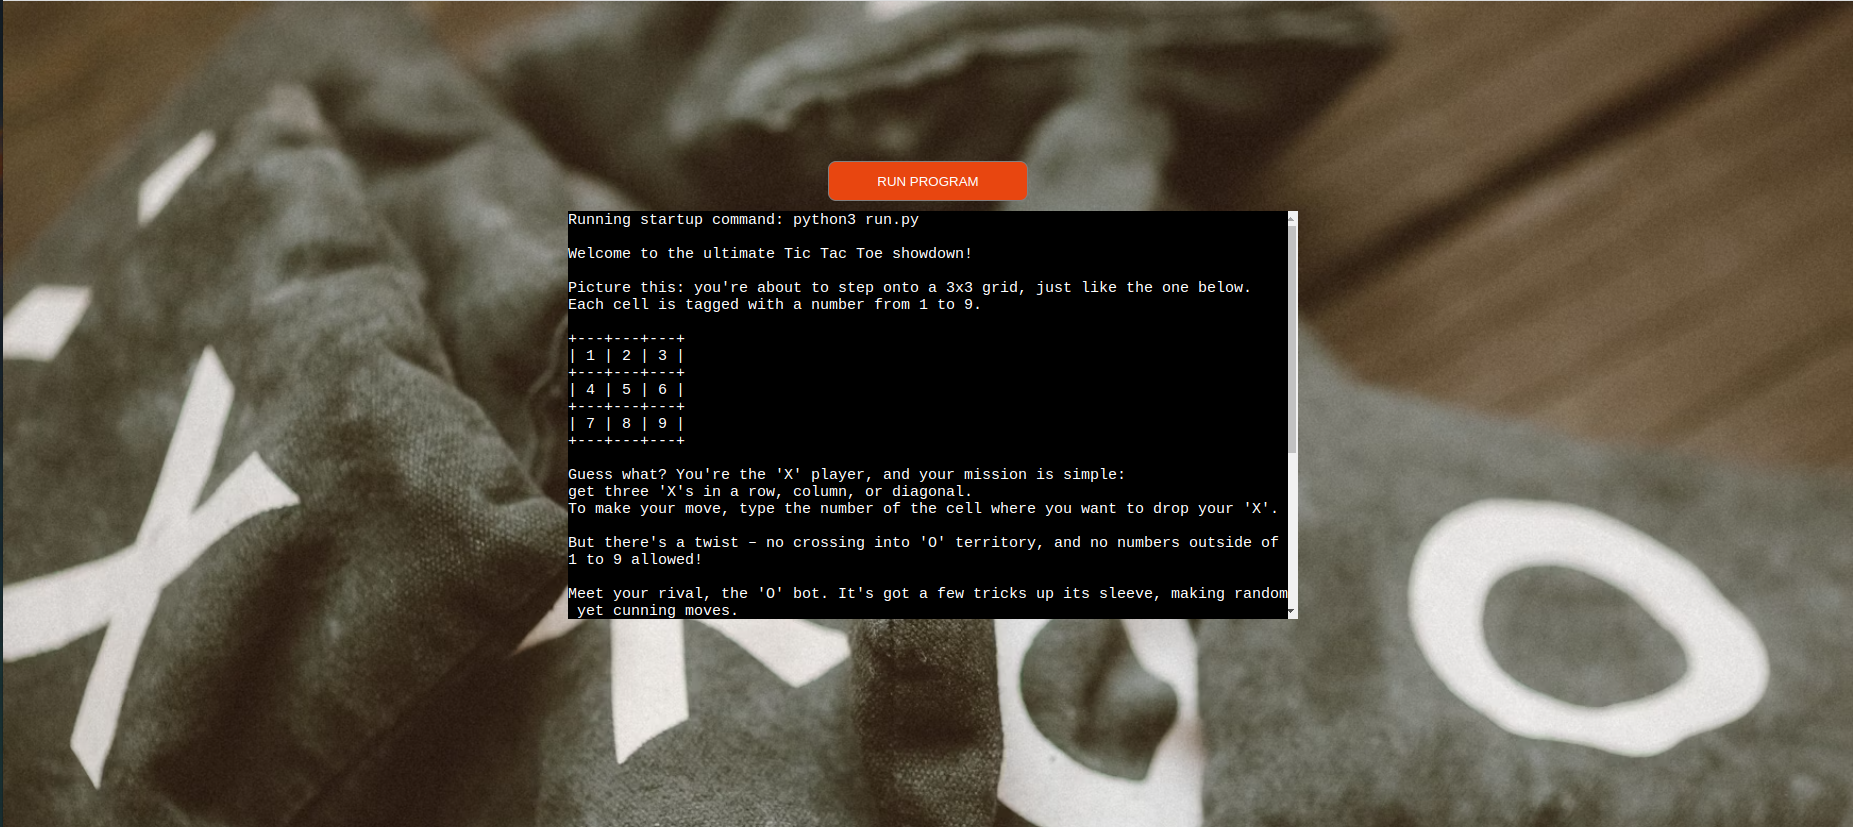 RUN PROGRAM
Running startup command: python3 run.py
Welcome to the ultimate Tic Tac Toe showdown!
Picture this: you're about to step onto a 3x3 grid, just like the one below.
Each cell is tagged with a number from 1 to 9.
+---+---+---+
| 1 | 2 | 3 |
+---+---+---+
| 4 | 5 | 6 |
+---+---+---+
| 7 | 8 | 9 |
+---+---+---+
Guess what? You're the 'X' player, and your mission is simple:
get three 'X's in a row, column, or diagonal.
To make your move, type the number of the cell where you want to drop your 'X'.
But there's a twist – no crossing into 'O' territory, and no numbers outside of
1 to 9 allowed!
Meet your rival, the 'O' bot. It's got a few tricks up its sleeve, making random
yet cunning moves.
X
O